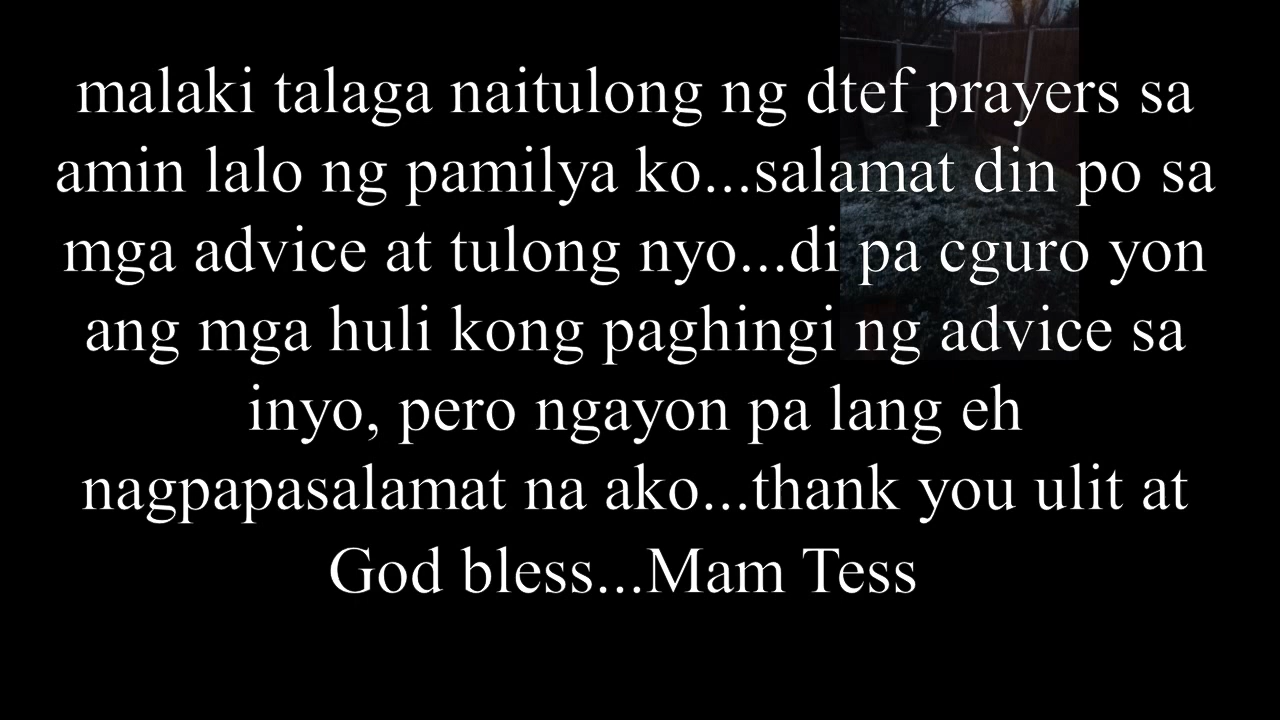 malaki talaga naitulong ng dtef prayers sa
amin lalo ng pamilya ko...salamat din po sa
mga advice at tulong nyo...di pa cguro yon
ang mga huli kong paghingi ng advice sa
inyo, pero ngayon pa lang eh
nagpapasalamat na ako...thank you ulit at
God bless...Mam Tess